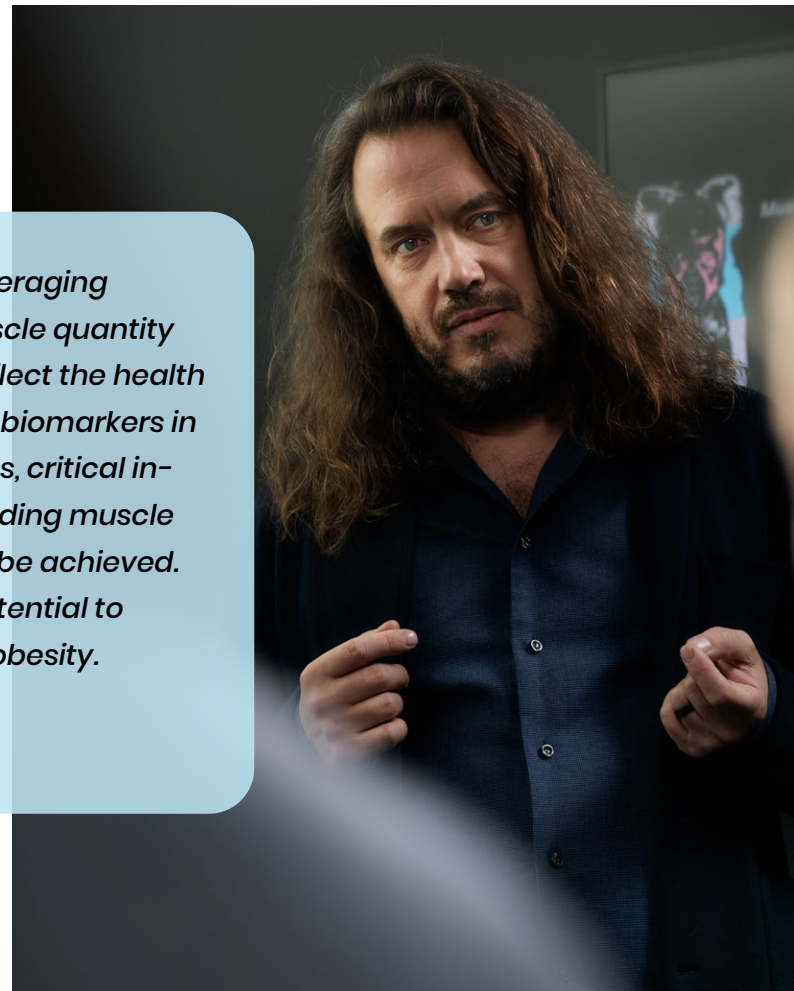 eraging
scle quantity
lect the health
biomarkers in
s, critical in-
ding muscle
be achieved.
tential to
obesity.